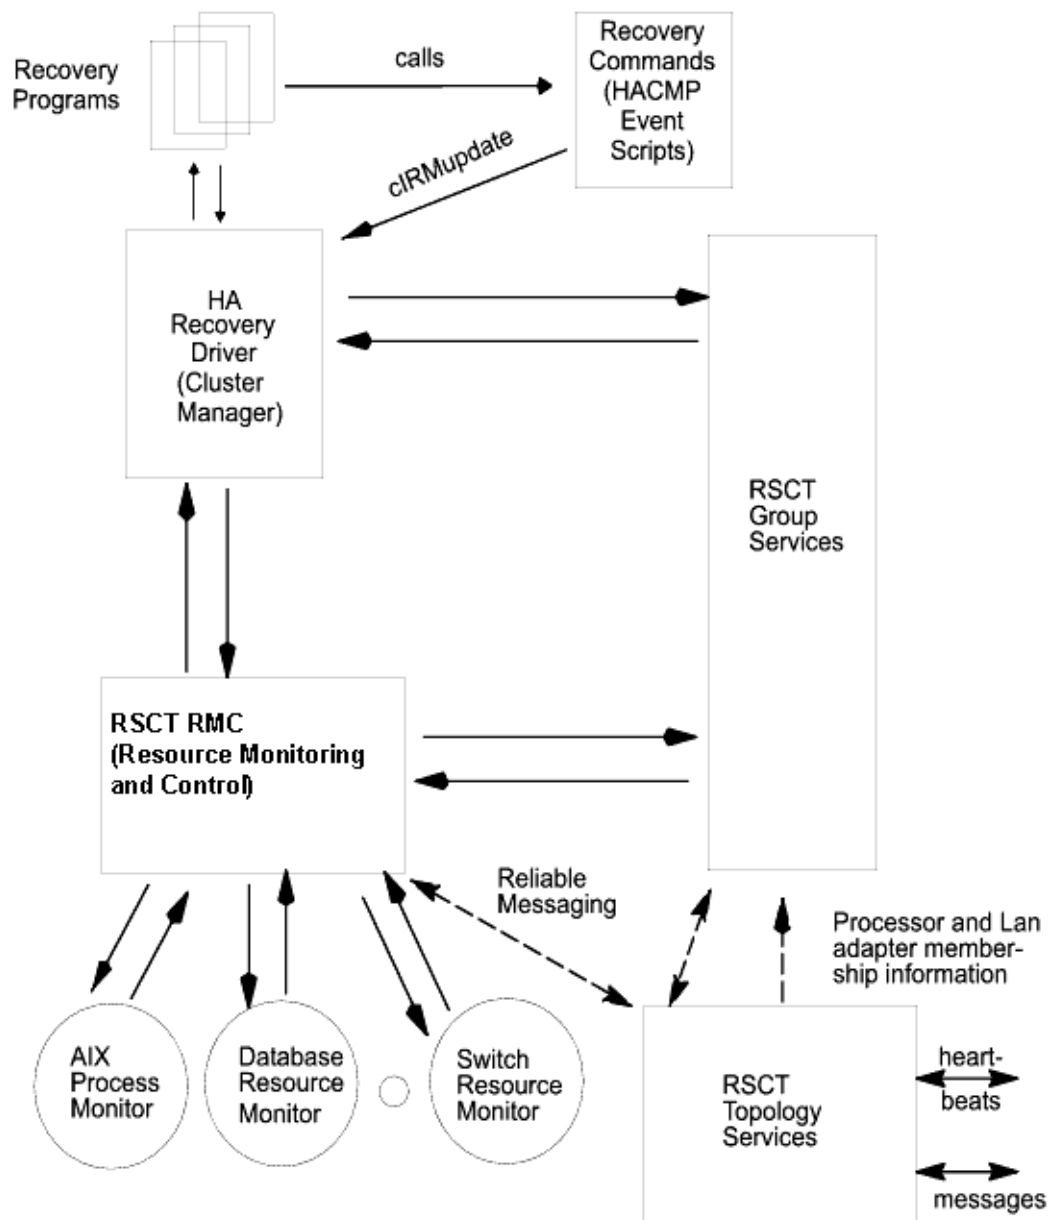 Recovery
Programs
calls
Recovery
Commands
(HACMP
Event
Scripts)
clRMupdate
HA
Recovery
Driver
(Cluster
Manager)
RSCT
Group
Services
RSCT RMC
(Resource Monitoring
and Control)
Reliable
Messaging
Processor and Lan
adapter member-
ship information
AIX
Process
Monitor
Database
Resource
Monitor
Switch
Resource
Monitor
RSCT
Topology
Services
heart-
beats
messages